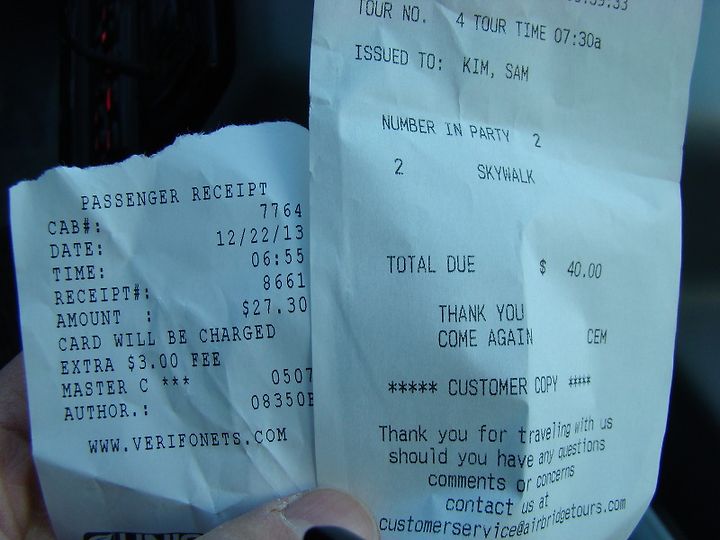 PASSENGER RECEIPT
CAB#: 7764
DATE: 12/22/13
TIME: 06:55
RECEIPT#: 8661
AMOUNT : $27.30
CARD WILL BE CHARGED
EXTRA $3.00 FEE
MASTER C *** 0507
AUTHOR.: 08350
WWW.VERIFONETS.COM
TOUR NO. 4 TOUR TIME 07:30a
ISSUED TO: KIM, SAM
NUMBER IN PARTY 2
2 SKYWALK
TOTAL DUE $ 40.00
THANK YOU
COME AGAIN CEM
***** CUSTOMER COPY *****
Thank you for traveling with us
should you have any questions
comments or concerns
contact us at
customerservice@airbridgetours.com